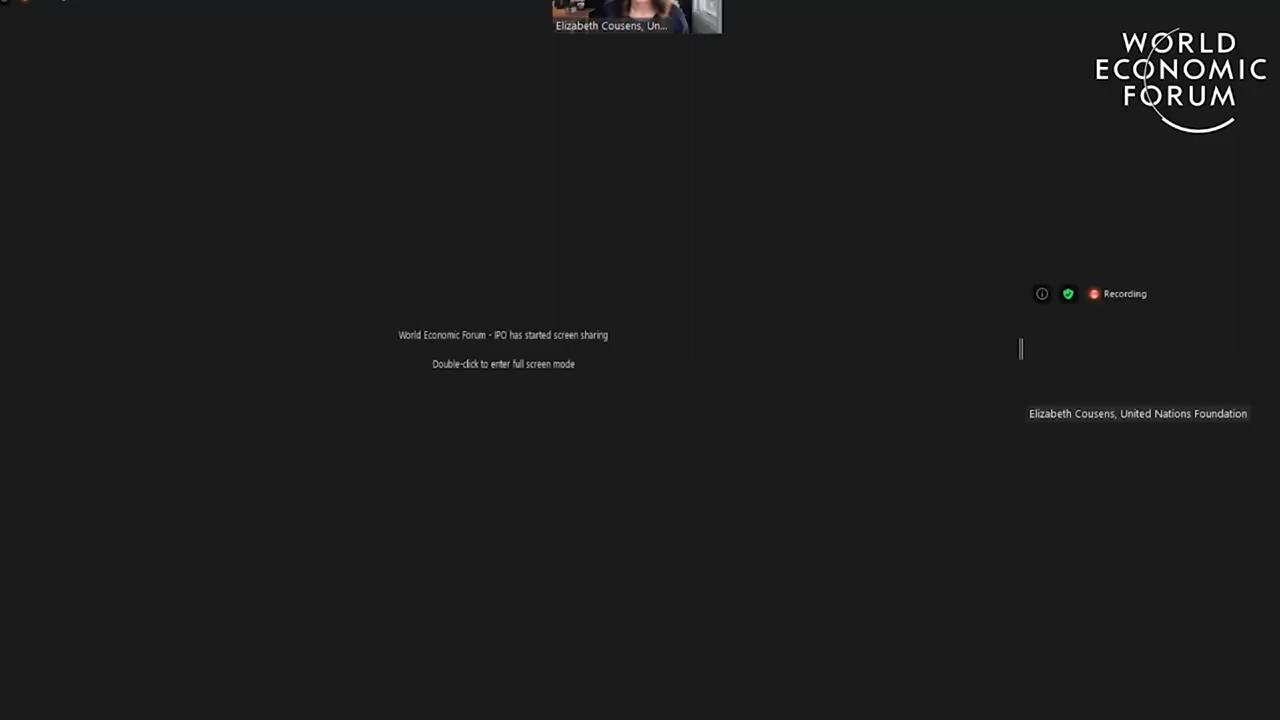 Elizabeth Cousens, Un...
WORLD
ECONOMIC
FORUM
Recording
World Economic Forum - IPO has started screen sharing
Double-click to enter full screen mode
Elizabeth Cousens, United Nations Foundation